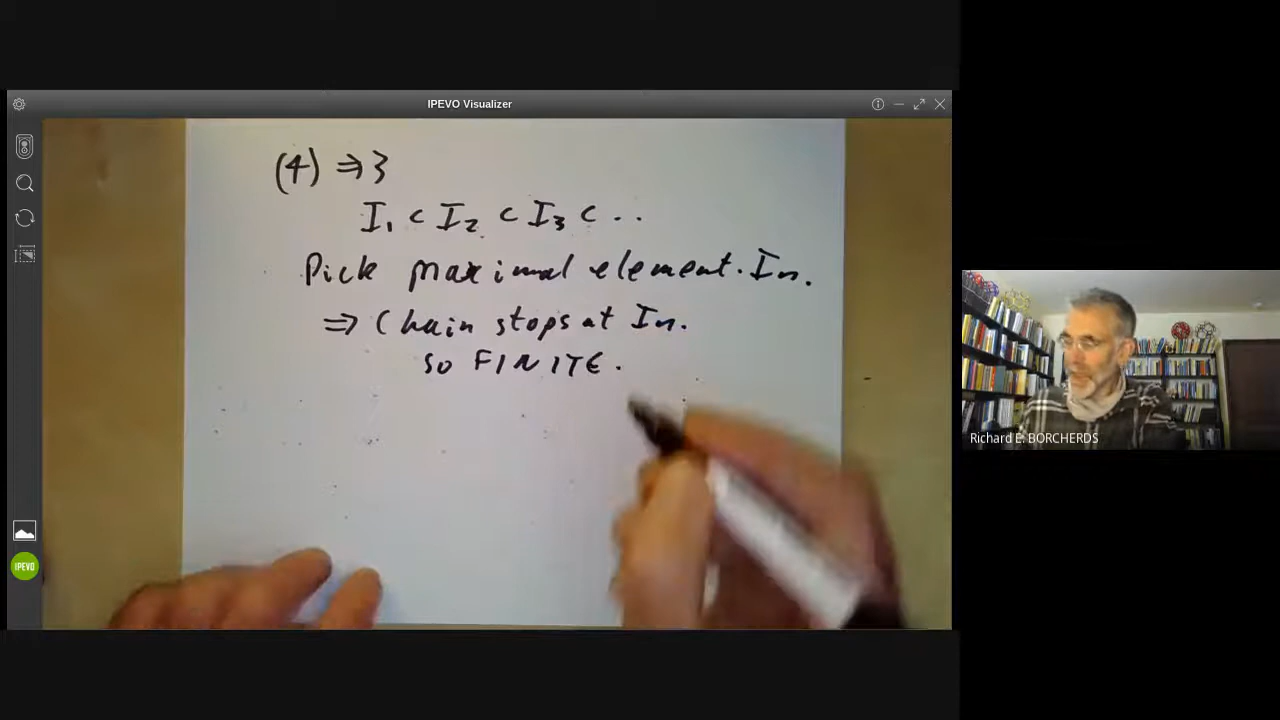 IPEVO Visualizer
(4) ⇒ 3
I₁ ⊂ I₂ ⊂ I₃ ⊂ ..
Pick maximal element. In.
⇒ Chain stops at In.
SO FINITE.
Richard E. BORCHERDS
IPEVO